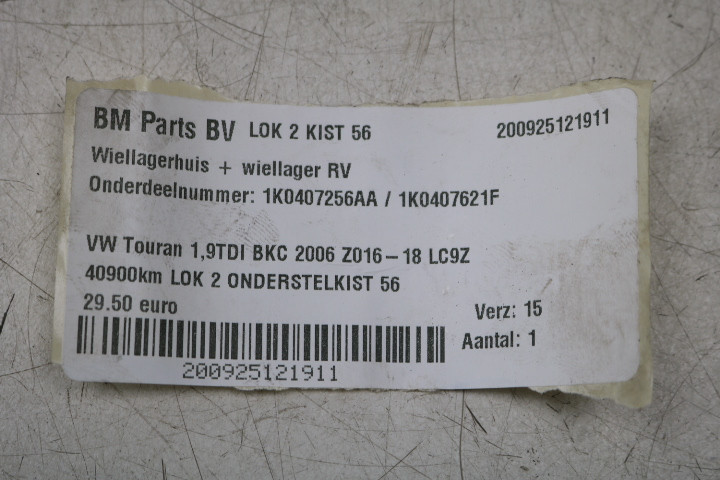 BM Parts BV LOK 2 KIST 56 200925121911
Wiellagerhuis + wiellager RV
Onderdeelnummer: 1K0407256AA / 1K0407621F
VW Touran 1,9TDI BKC 2006 Z016-18 LC9Z
40900km LOK 2 ONDERSTELKIST 56
29.50 euro Verz: 15
Aantal: 1
200925121911